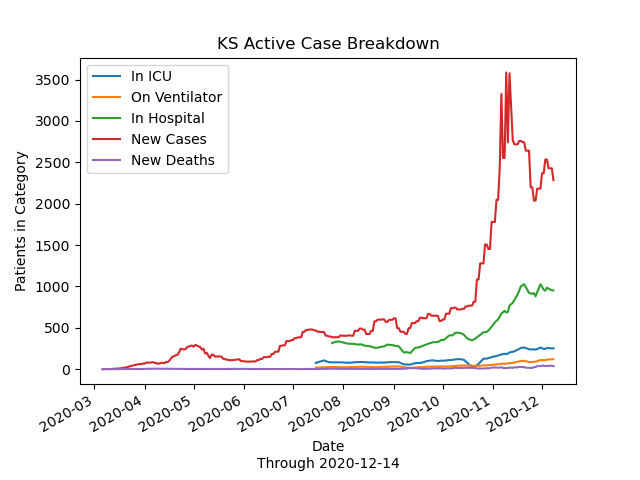 KS Active Case Breakdown
In ICU
On Ventilator
In Hospital
New Cases
New Deaths
Patients in Category
3500
3000
2500
2000
1500
1000
500
0
2020-03
2020-04
2020-05
2020-06
2020-07
2020-08
2020-09
2020-10
2020-11
2020-12
Date
Through 2020-12-14